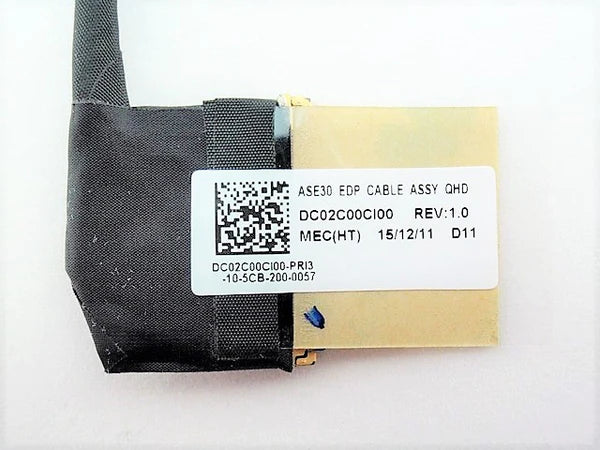 ASE30 EDP CABLE ASSY QHD
DC02C00CI00 REV:1.0
MEC(HT) 15/12/11 D11
DC02C00CI00-PRI3
-10-5CB-200-0057